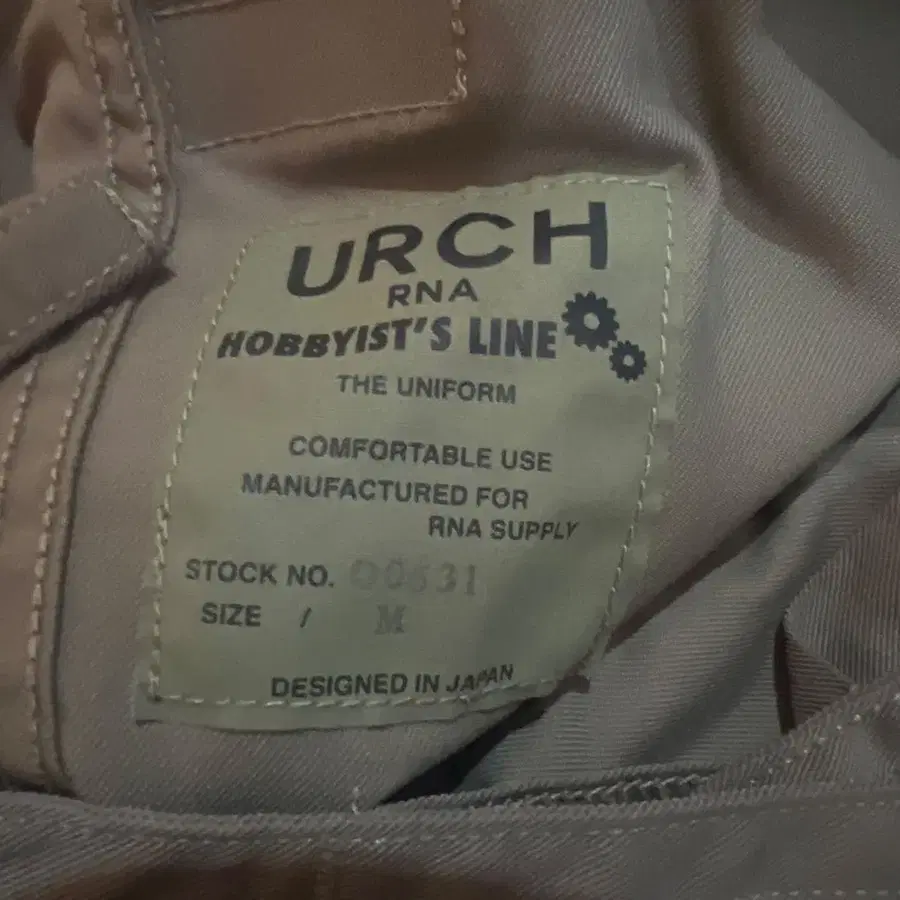 URCH
RNA
HOBBYIST'S LINE
THE UNIFORM
COMFORTABLE USE
MANUFACTURED FOR
RNA SUPPLY
STOCK NO.
SIZE / M
DESIGNED IN JAPAN